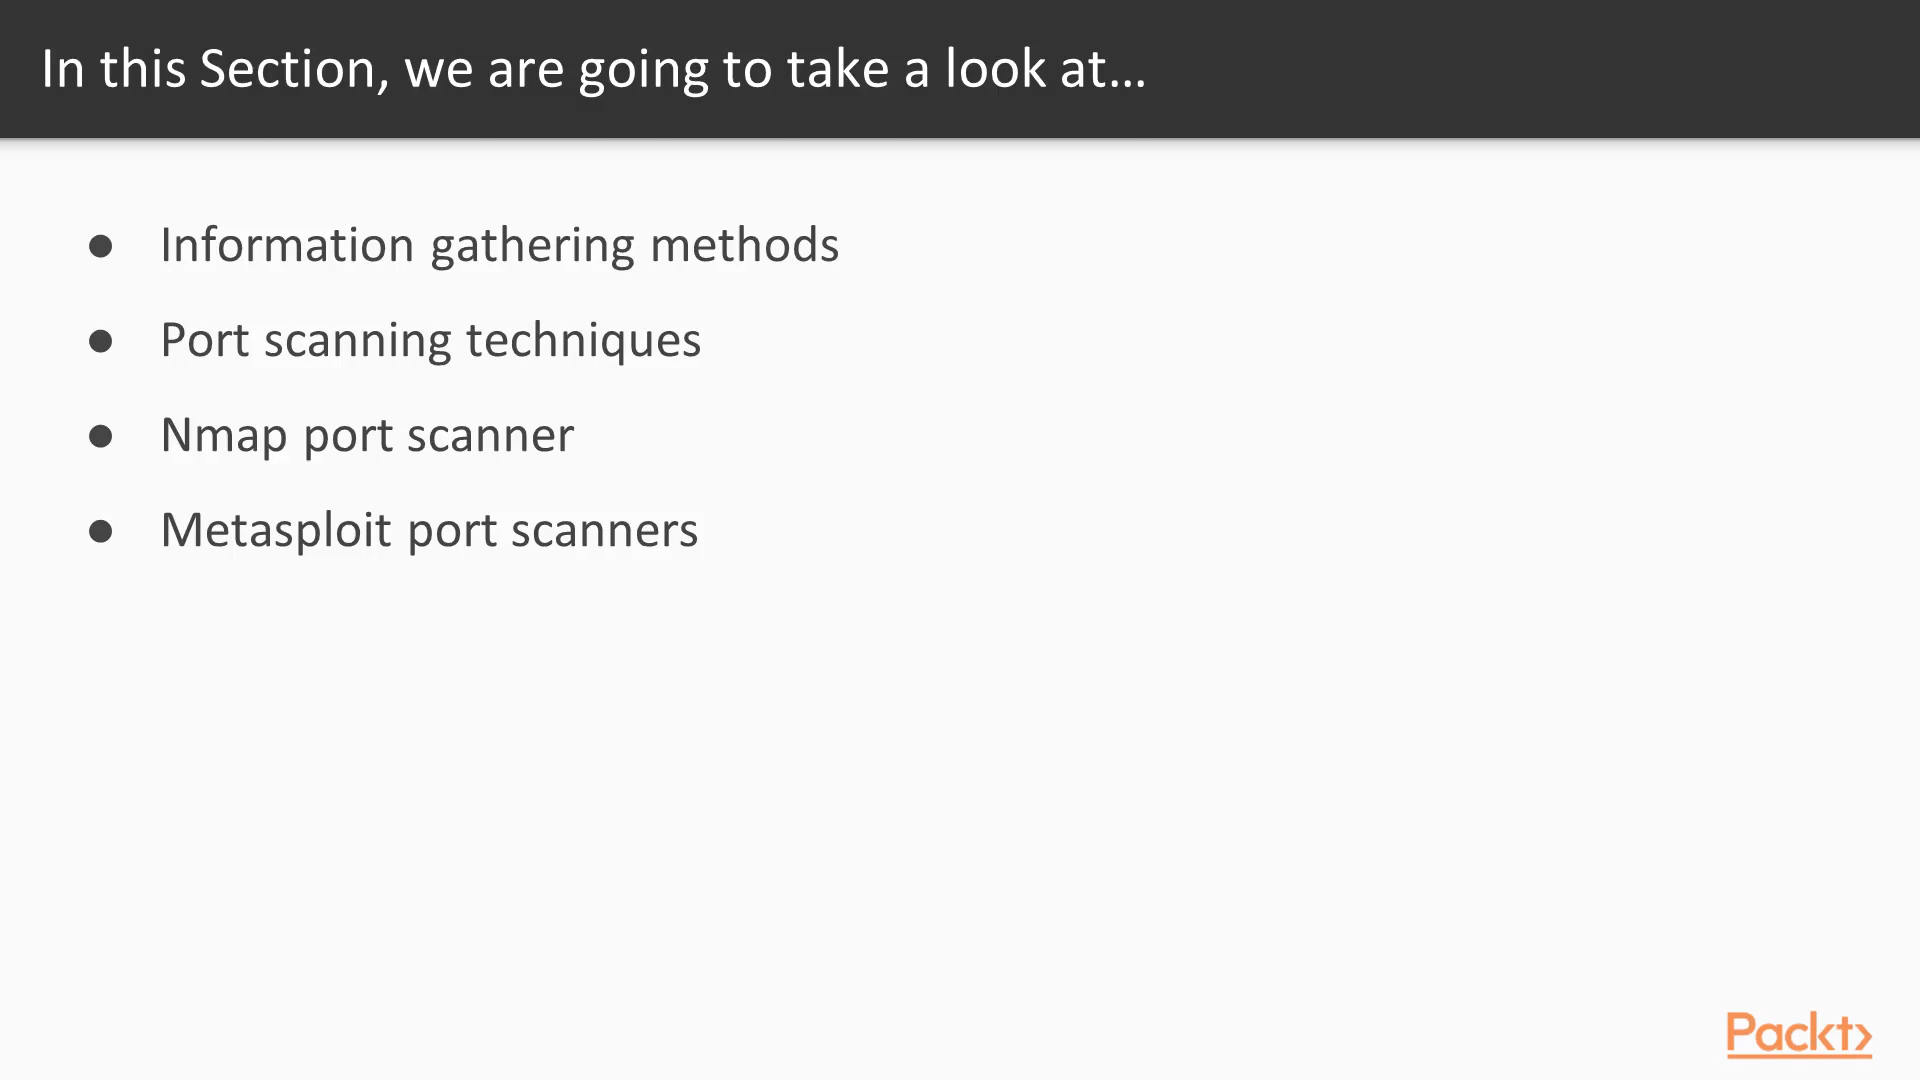 In this Section, we are going to take a look at…
● Information gathering methods
● Port scanning techniques
● Nmap port scanner
● Metasploit port scanners
Packt>